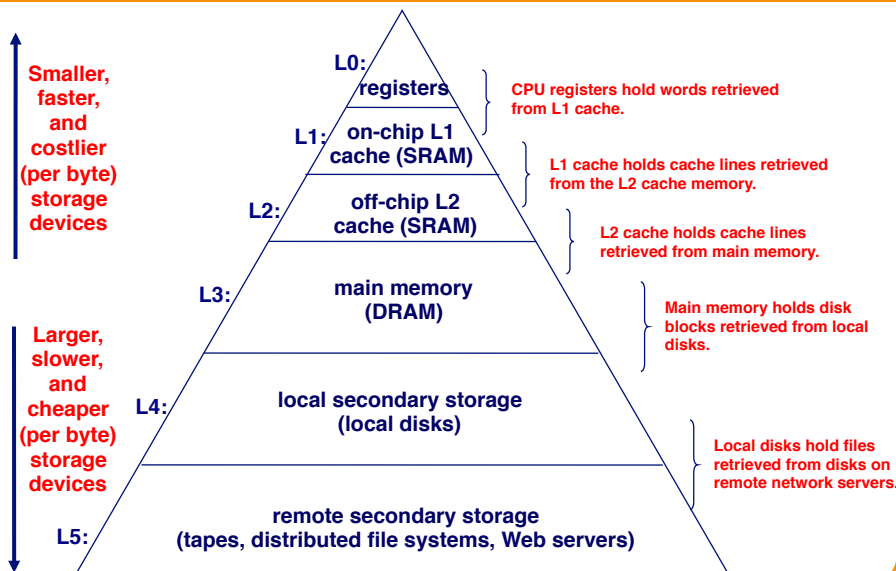 Smaller,
faster,
and
costlier
(per byte)
storage
devices
Larger,
slower,
and
cheaper
(per byte)
storage
devices
L0:
registers
CPU registers hold words retrieved
from L1 cache.
L1:
on-chip L1
cache (SRAM)
L1 cache holds cache lines retrieved
from the L2 cache memory.
L2:
off-chip L2
cache (SRAM)
L2 cache holds cache lines
retrieved from main memory.
L3:
main memory
(DRAM)
Main memory holds disk
blocks retrieved from local
disks.
L4:
local secondary storage
(local disks)
Local disks hold files
retrieved from disks on
remote network servers.
L5:
remote secondary storage
(tapes, distributed file systems, Web servers)